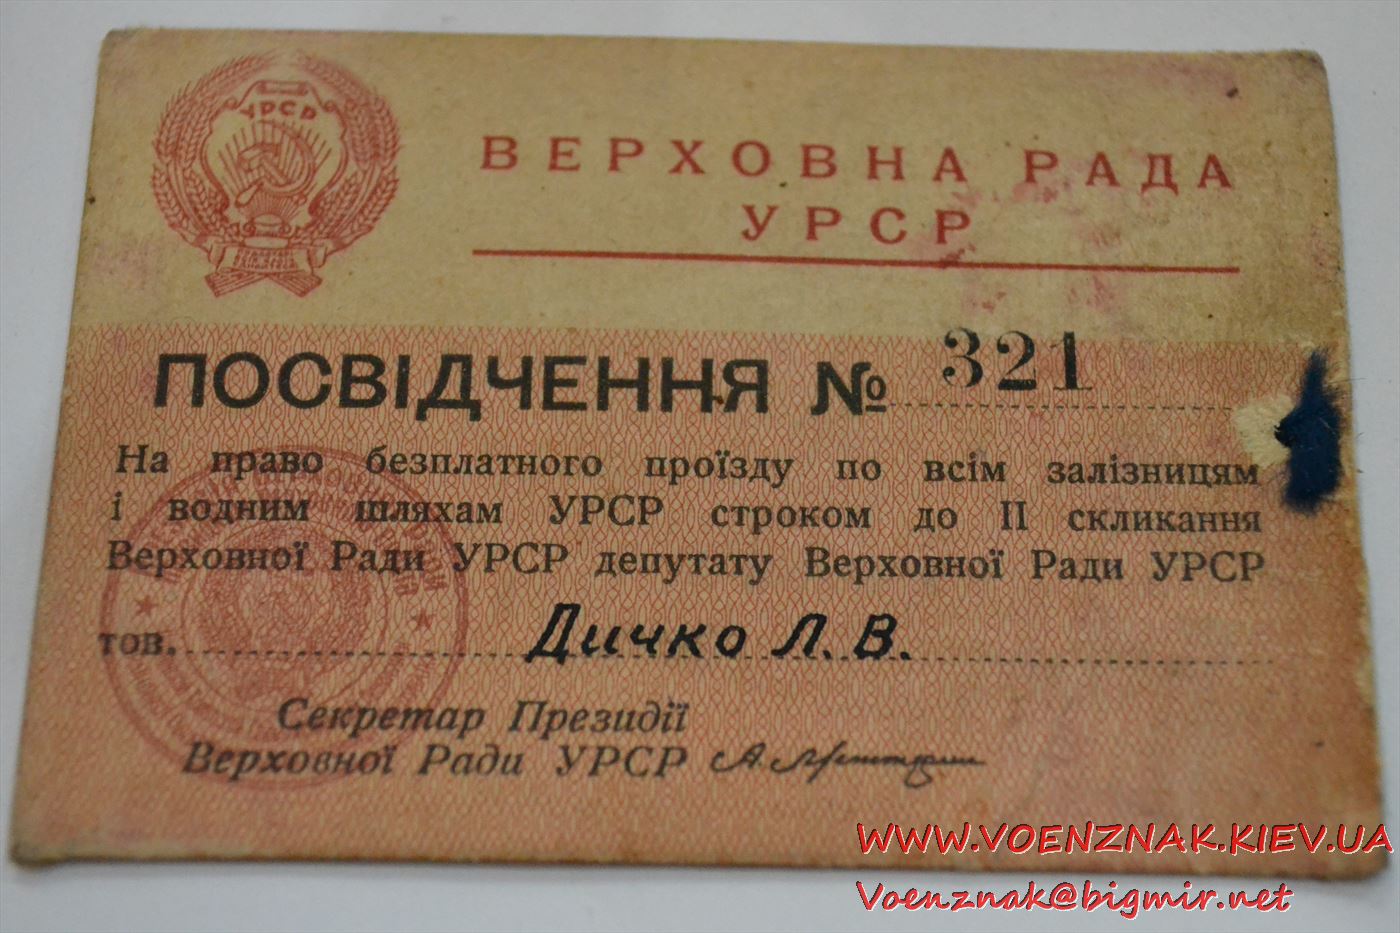 УРСР
ВЕРХОВНА РАДА
УРСР
ПОСВІДЧЕННЯ № 321
На право безплатного проїзду по всім залізницям
і водним шляхам УРСР строком до II скликання
Верховної Ради УРСР депутату Верховної Ради УРСР
тов. Дичко Л. В.
Секретар Президії
Верховної Ради УРСР
WWW.VOENZNAK.KIEV.UA
Voenznak@bigmir.net